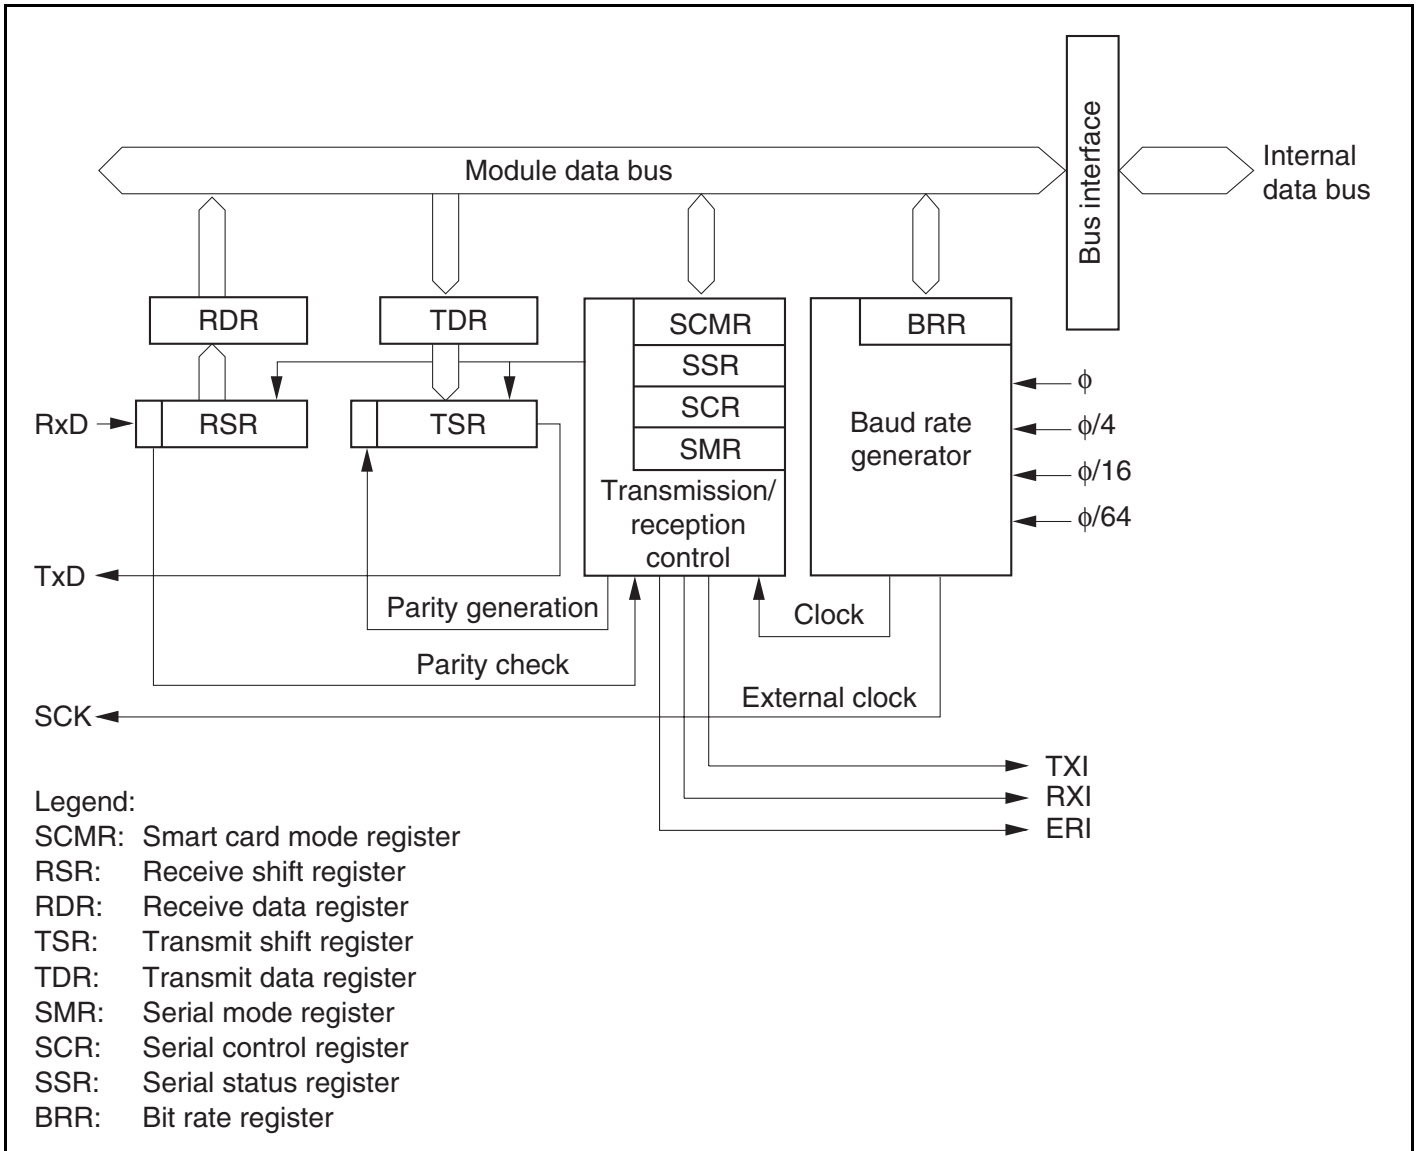 Module data bus
Bus interface
Internal
data bus
RDR
TDR
SCMR
BRR
SSR
SCR
SMR
RxD
RSR
TSR
Baud rate
generator
ϕ
ϕ/4
ϕ/16
ϕ/64
Transmission/
reception
control
TxD
Parity generation
Clock
Parity check
External clock
SCK
TXI
RXI
ERI
Legend:
SCMR: Smart card mode register
RSR: Receive shift register
RDR: Receive data register
TSR: Transmit shift register
TDR: Transmit data register
SMR: Serial mode register
SCR: Serial control register
SSR: Serial status register
BRR: Bit rate register